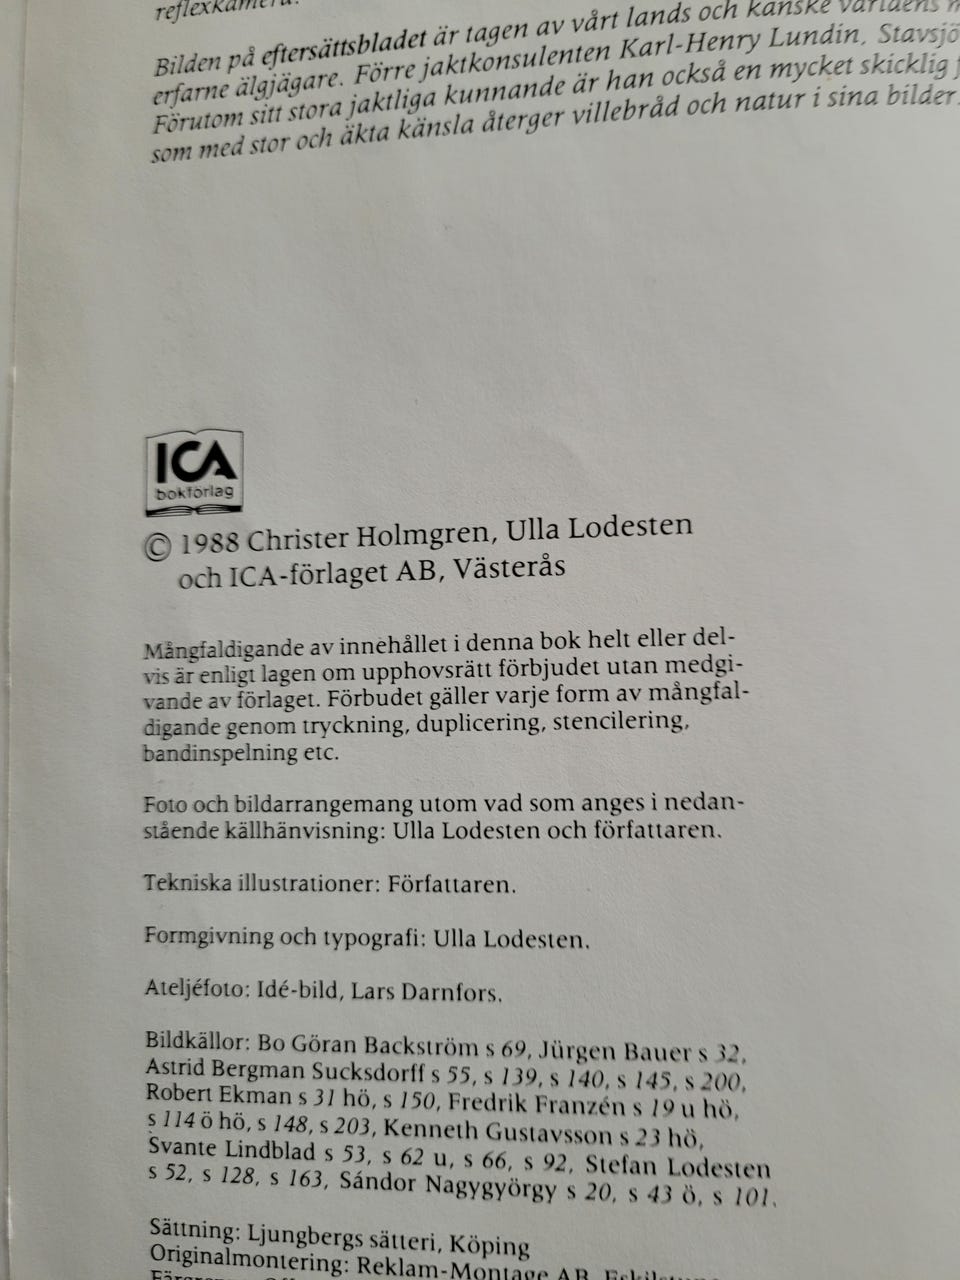 reflexkamera.
Bilden på eftersättsbladet är tagen av vårt lands och kanske världens
erfarne älgjägare. Förre jaktkonsulenten Karl-Henry Lundin, Stavsjö
Förutom sitt stora jaktliga kunnande är han också en mycket skicklig
som med stor och äkta känsla återger villebråd och natur i sina bilder.
ICA
bokförlag
© 1988 Christer Holmgren, Ulla Lodesten
och ICA-förlaget AB, Västerås
Mångfaldigande av innehållet i denna bok helt eller del-
vis är enligt lagen om upphovsrätt förbjudet utan medgi-
vande av förlaget. Förbudet gäller varje form av mångfal-
digande genom tryckning, duplicering, stencilering,
bandinspelning etc.
Foto och bildarrangemang utom vad som anges i nedan-
stående källhänvisning: Ulla Lodesten och författaren.
Tekniska illustrationer: Författaren.
Formgivning och typografi: Ulla Lodesten.
Ateljéfoto: Idé-bild, Lars Darnfors.
Bildkällor: Bo Göran Backström s 69, Jürgen Bauer s 32,
Astrid Bergman Sucksdorff s 55, s 139, s 140, s 145, s 200,
Robert Ekman s 31 hö, s 150, Fredrik Franzén s 19 u hö,
s 114 ö hö, s 148, s 203, Kenneth Gustavsson s 23 hö,
Svante Lindblad s 53, s 62 u, s 66, s 92, Stefan Lodesten
s 52, s 128, s 163, Sándor Nagygyörgy s 20, s 43 ö, s 101.
Sättning: Ljungbergs sätteri, Köping
Originalmontering: Reklam-Montage AB,